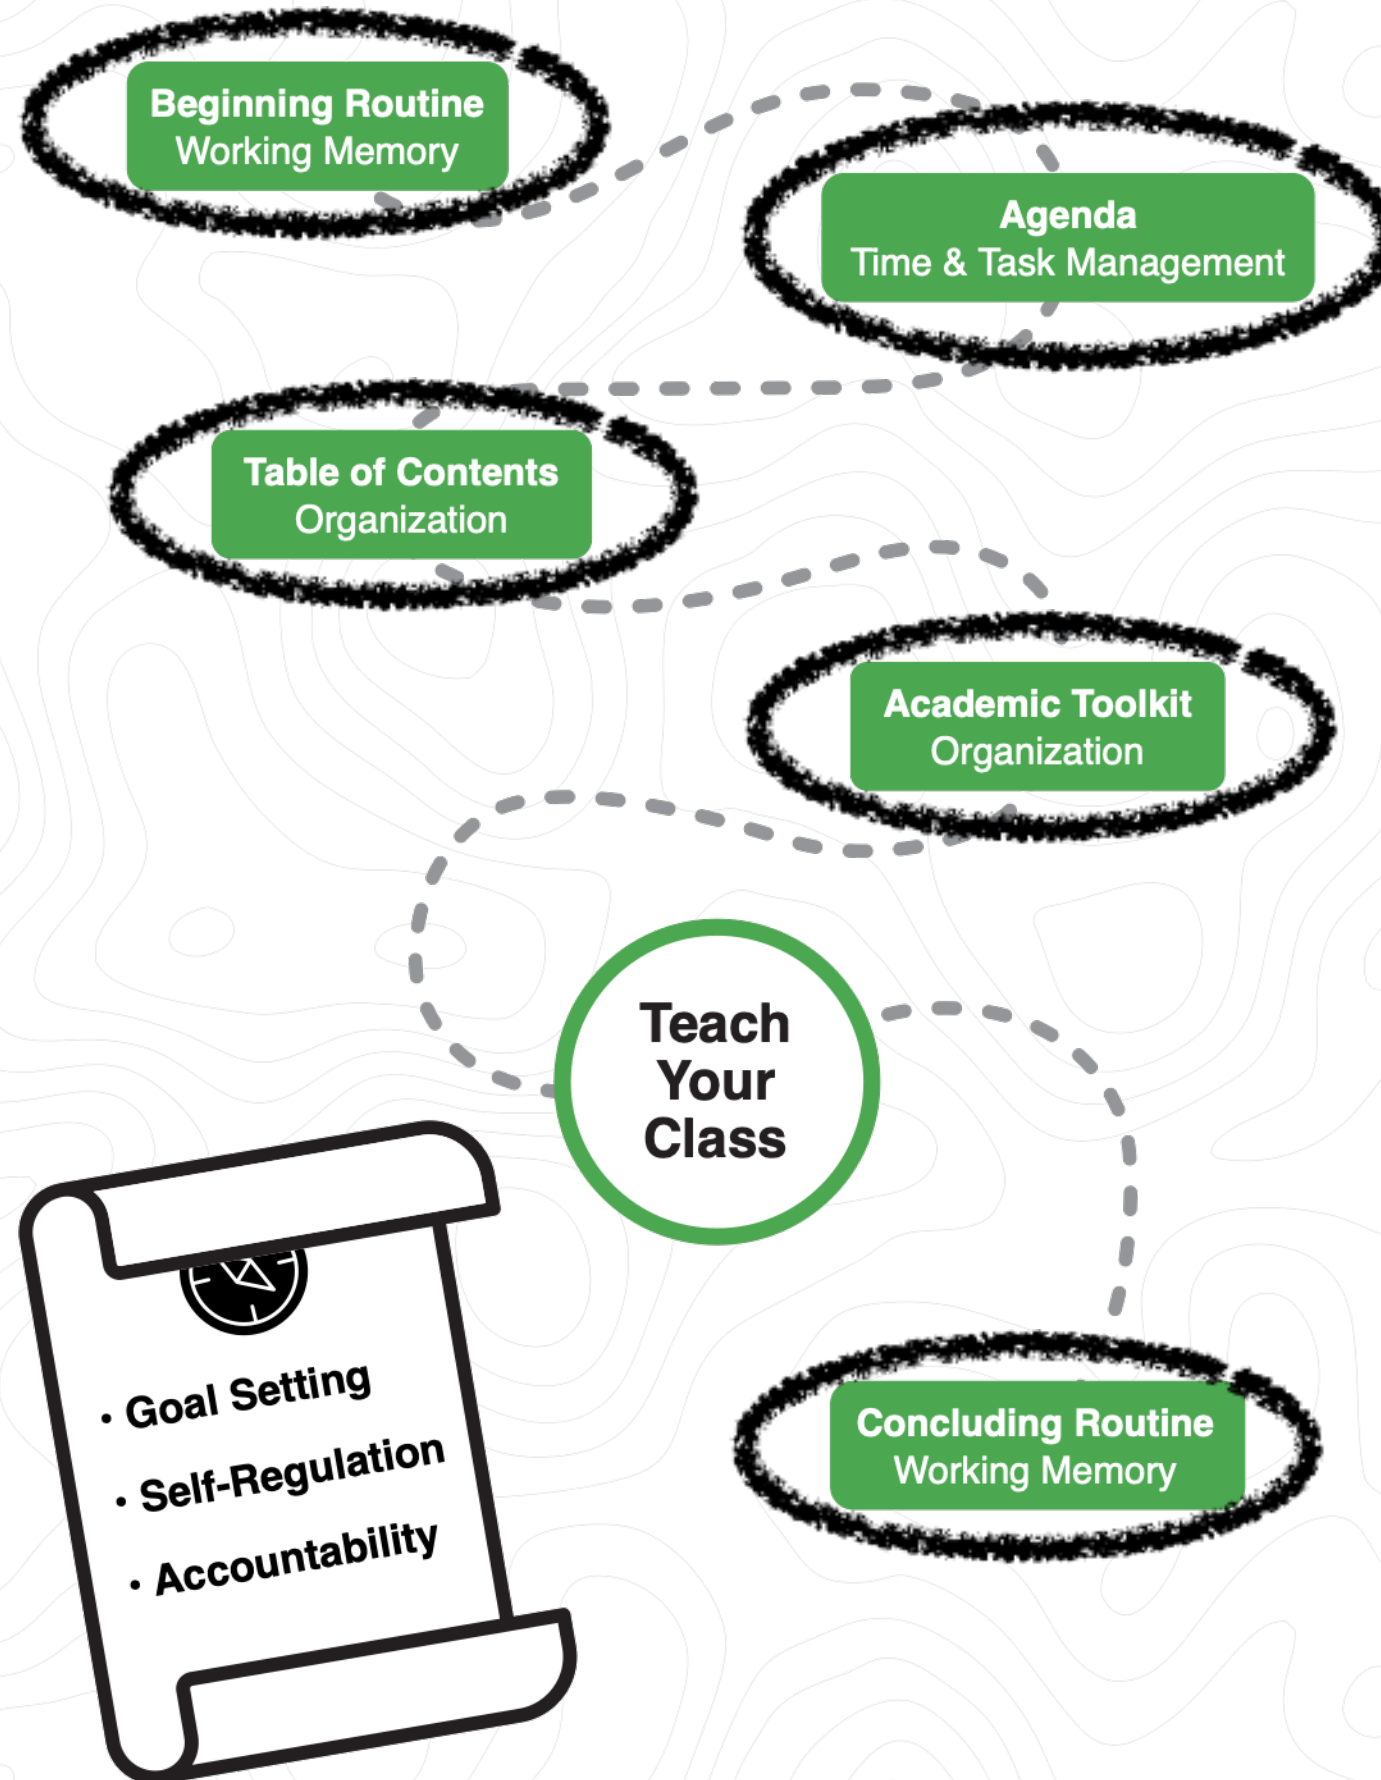 Beginning Routine
Working Memory
Agenda
Time & Task Management
Table of Contents
Organization
Academic Toolkit
Organization
Teach
Your
Class
• Goal Setting
• Self-Regulation
• Accountability
Concluding Routine
Working Memory